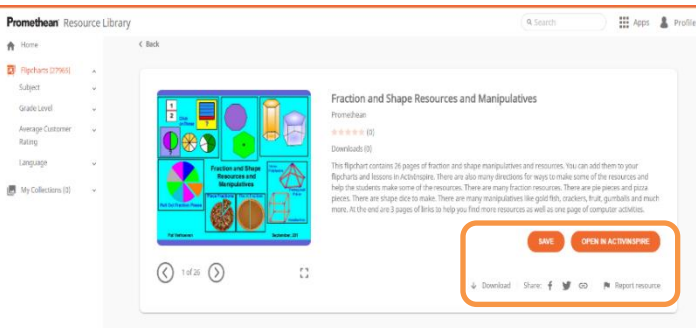 Promethean Resource Library
Search
Apps
Profile
Home
< Back
Flipcharts (27965)
Subject
Grade Level
Average Customer
Rating
Language
My Collections (0)
Fraction and Shape Resources and Manipulatives
Promethean
(0)
Downloads (0)
This flipchart contains 26 pages of fraction and shape manipulatives and resources. You can add them to your
flipcharts and lessons in ActivInspire. There are also many directions for ways to make some of the resources and
help the students make some of the resources. There are many fraction resources. There are pie pieces and pizza
pieces. There are shape dice to make. There are many manipulatives like gold fish, crackers, fruit, gumballs and much
more. At the end are 3 pages of links to help you find more resources as well as one page of computer activities.
1
2
Fraction and Shape
Resources and
Manipulatives
SAVE
OPEN IN ACTIVINSPIRE
1 of 26
Download
Share:
Report resource